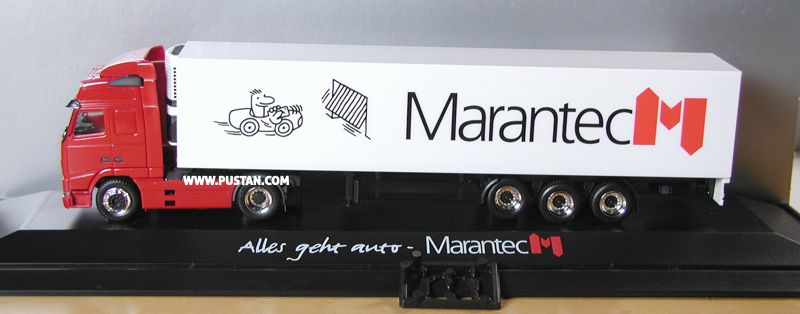 Marantec
WWW.PUSTAN.COM
Alles geht auto - Marantec